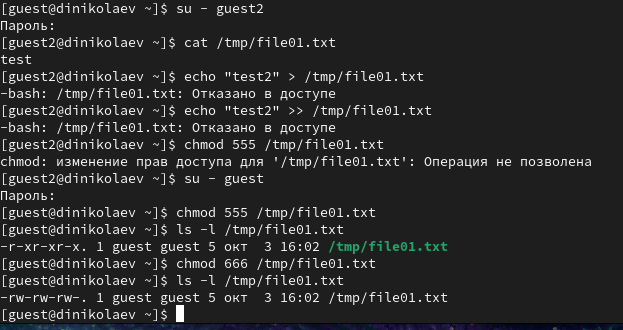 [guest@dinikolaev ~]$ su - guest2
Пароль:
[guest2@dinikolaev ~]$ cat /tmp/file01.txt
test
[guest2@dinikolaev ~]$ echo "test2" > /tmp/file01.txt
-bash: /tmp/file01.txt: Отказано в доступе
[guest2@dinikolaev ~]$ echo "test2" >> /tmp/file01.txt
-bash: /tmp/file01.txt: Отказано в доступе
[guest2@dinikolaev ~]$ chmod 555 /tmp/file01.txt
chmod: изменение прав доступа для '/tmp/file01.txt': Операция не позволена
[guest2@dinikolaev ~]$ su - guest
Пароль:
[guest@dinikolaev ~]$ chmod 555 /tmp/file01.txt
[guest@dinikolaev ~]$ ls -l /tmp/file01.txt
-r-xr-xr-x. 1 guest guest 5 окт  3 16:02 /tmp/file01.txt
[guest@dinikolaev ~]$ chmod 666 /tmp/file01.txt
[guest@dinikolaev ~]$ ls -l /tmp/file01.txt
-rw-rw-rw-. 1 guest guest 5 окт  3 16:02 /tmp/file01.txt
[guest@dinikolaev ~]$